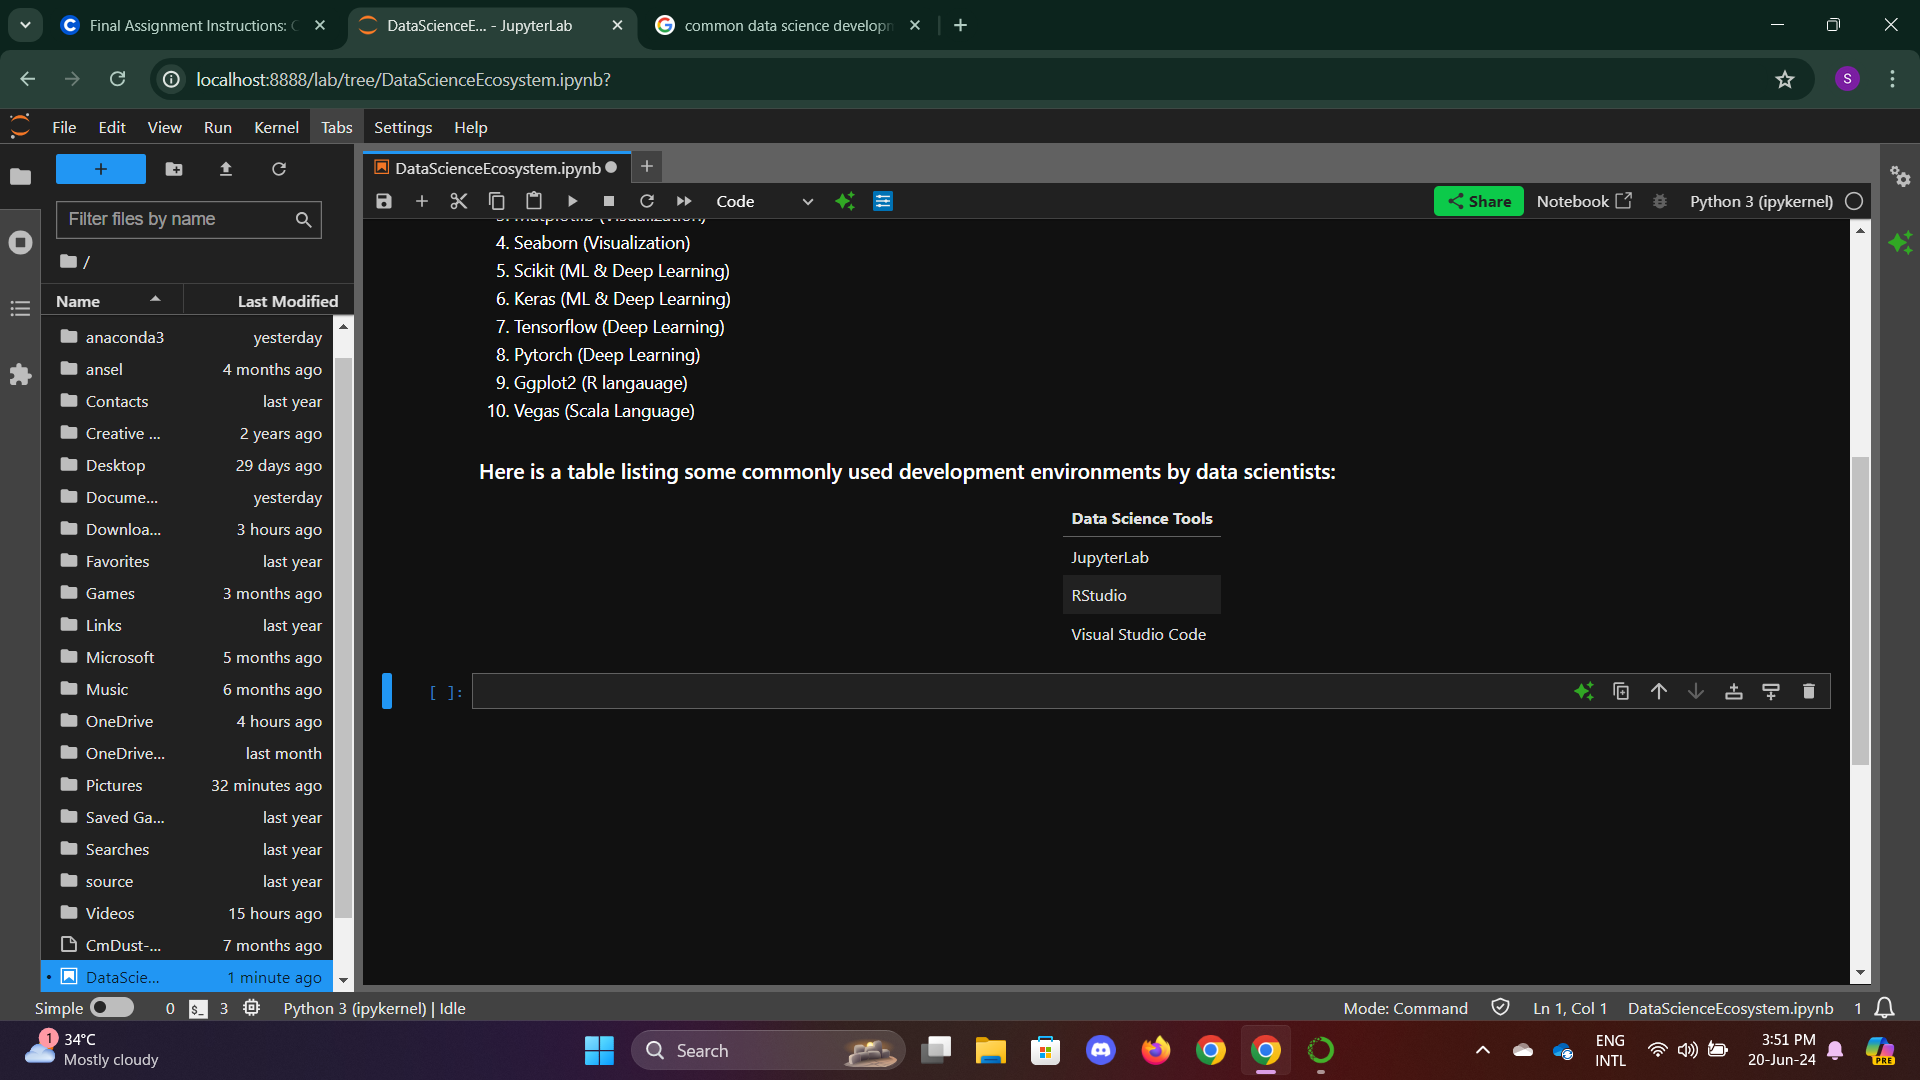 Final Assignment Instructions: C
DataScienceE... - JupyterLab
common data science developn
localhost:8888/lab/tree/DataScienceEcosystem.ipynb?
S
File Edit View Run Kernel Tabs Settings Help
DataScienceEcosystem.ipynb
Code
Share
Notebook
Python 3 (ipykernel)
Filter files by name
/
Name Last Modified
anaconda3 yesterday
ansel 4 months ago
Contacts last year
Creative ... 2 years ago
Desktop 29 days ago
Docume... yesterday
Downloa... 3 hours ago
Favorites last year
Games 3 months ago
Links last year
Microsoft 5 months ago
Music 6 months ago
OneDrive 4 hours ago
OneDrive... last month
Pictures 32 minutes ago
Saved Ga... last year
Searches last year
source last year
Videos 15 hours ago
CmDust-... 7 months ago
DataScie... 1 minute ago
3. Matplotlib (Visualization)
4. Seaborn (Visualization)
5. Scikit (ML & Deep Learning)
6. Keras (ML & Deep Learning)
7. Tensorflow (Deep Learning)
8. Pytorch (Deep Learning)
9. Ggplot2 (R langauage)
10. Vegas (Scala Language)
Here is a table listing some commonly used development environments by data scientists:
Data Science Tools
JupyterLab
RStudio
Visual Studio Code
[ ]:
Simple 0 $_ 3 Python 3 (ipykernel) | Idle
Mode: Command Ln 1, Col 1 DataScienceEcosystem.ipynb 1
1
34°C
Mostly cloudy
Search
ENG
INTL
3:51 PM
20-Jun-24
PRE